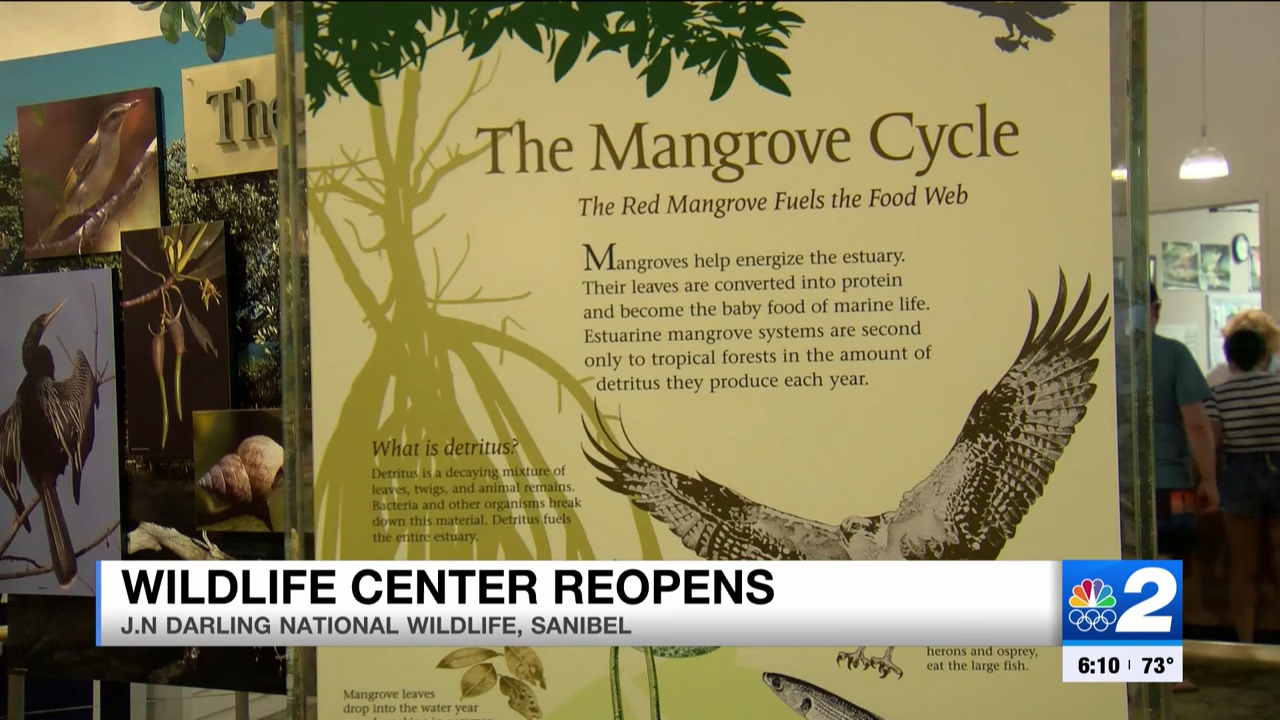 The
The Mangrove Cycle
The Red Mangrove Fuels the Food Web
Mangroves help energize the estuary.
Their leaves are converted into protein
and become the baby food of marine life.
Estuarine mangrove systems are second
only to tropical forests in the amount of
detritus they produce each year.
What is detritus?
Detritus is a decaying mixture of
leaves, twigs, and animal remains.
Bacteria and other organisms break
down this material. Detritus fuels
the entire estuary.
WILDLIFE CENTER REOPENS
J.N DARLING NATIONAL WILDLIFE, SANIBEL
2
6:10 73°
herons and osprey,
eat the large fish.
Mangrove leaves
drop into the water year